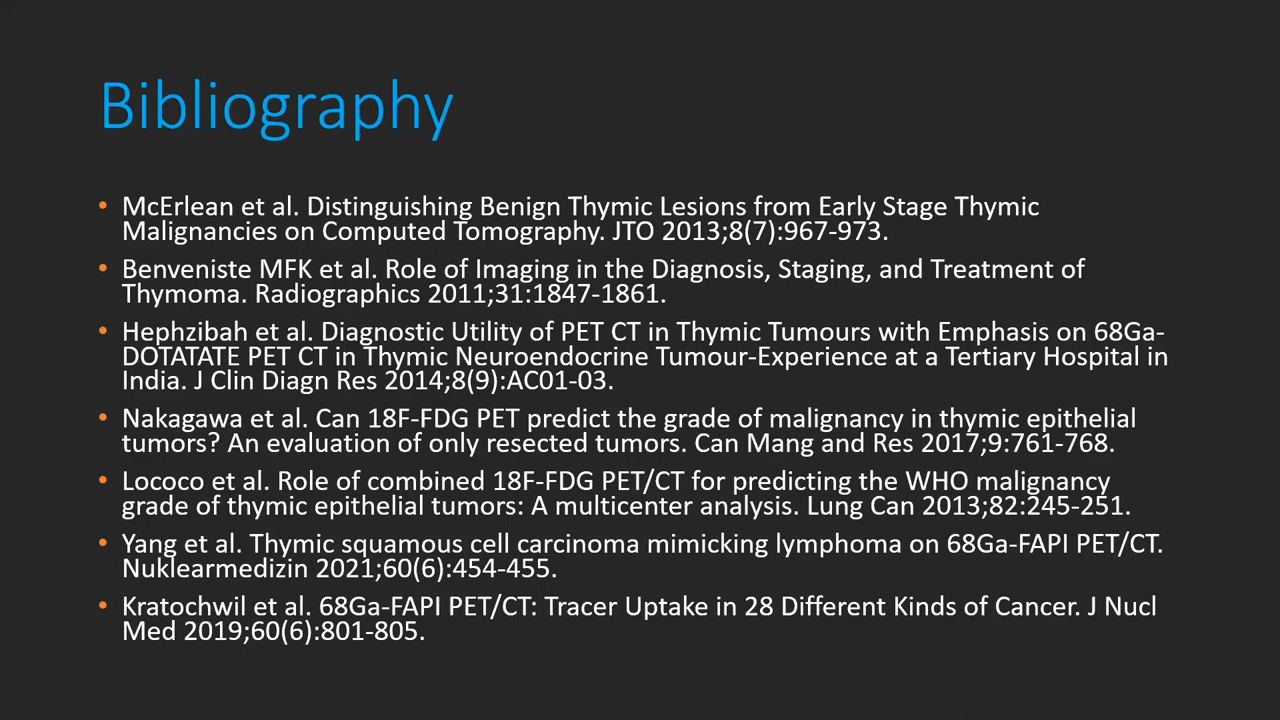 Bibliography
• McErlean et al. Distinguishing Benign Thymic Lesions from Early Stage Thymic
Malignancies on Computed Tomography. JTO 2013;8(7):967-973.
• Benveniste MFK et al. Role of Imaging in the Diagnosis, Staging, and Treatment of
Thymoma. Radiographics 2011;31:1847-1861.
• Hephzibah et al. Diagnostic Utility of PET CT in Thymic Tumours with Emphasis on 68Ga-
DOTATATE PET CT in Thymic Neuroendocrine Tumour-Experience at a Tertiary Hospital in
India. J Clin Diagn Res 2014;8(9):AC01-03.
• Nakagawa et al. Can 18F-FDG PET predict the grade of malignancy in thymic epithelial
tumors? An evaluation of only resected tumors. Can Mang and Res 2017;9:761-768.
• Lococo et al. Role of combined 18F-FDG PET/CT for predicting the WHO malignancy
grade of thymic epithelial tumors: A multicenter analysis. Lung Can 2013;82:245-251.
• Yang et al. Thymic squamous cell carcinoma mimicking lymphoma on 68Ga-FAPI PET/CT.
Nuklearmedizin 2021;60(6):454-455.
• Kratochwil et al. 68Ga-FAPI PET/CT: Tracer Uptake in 28 Different Kinds of Cancer. J Nucl
Med 2019;60(6):801-805.